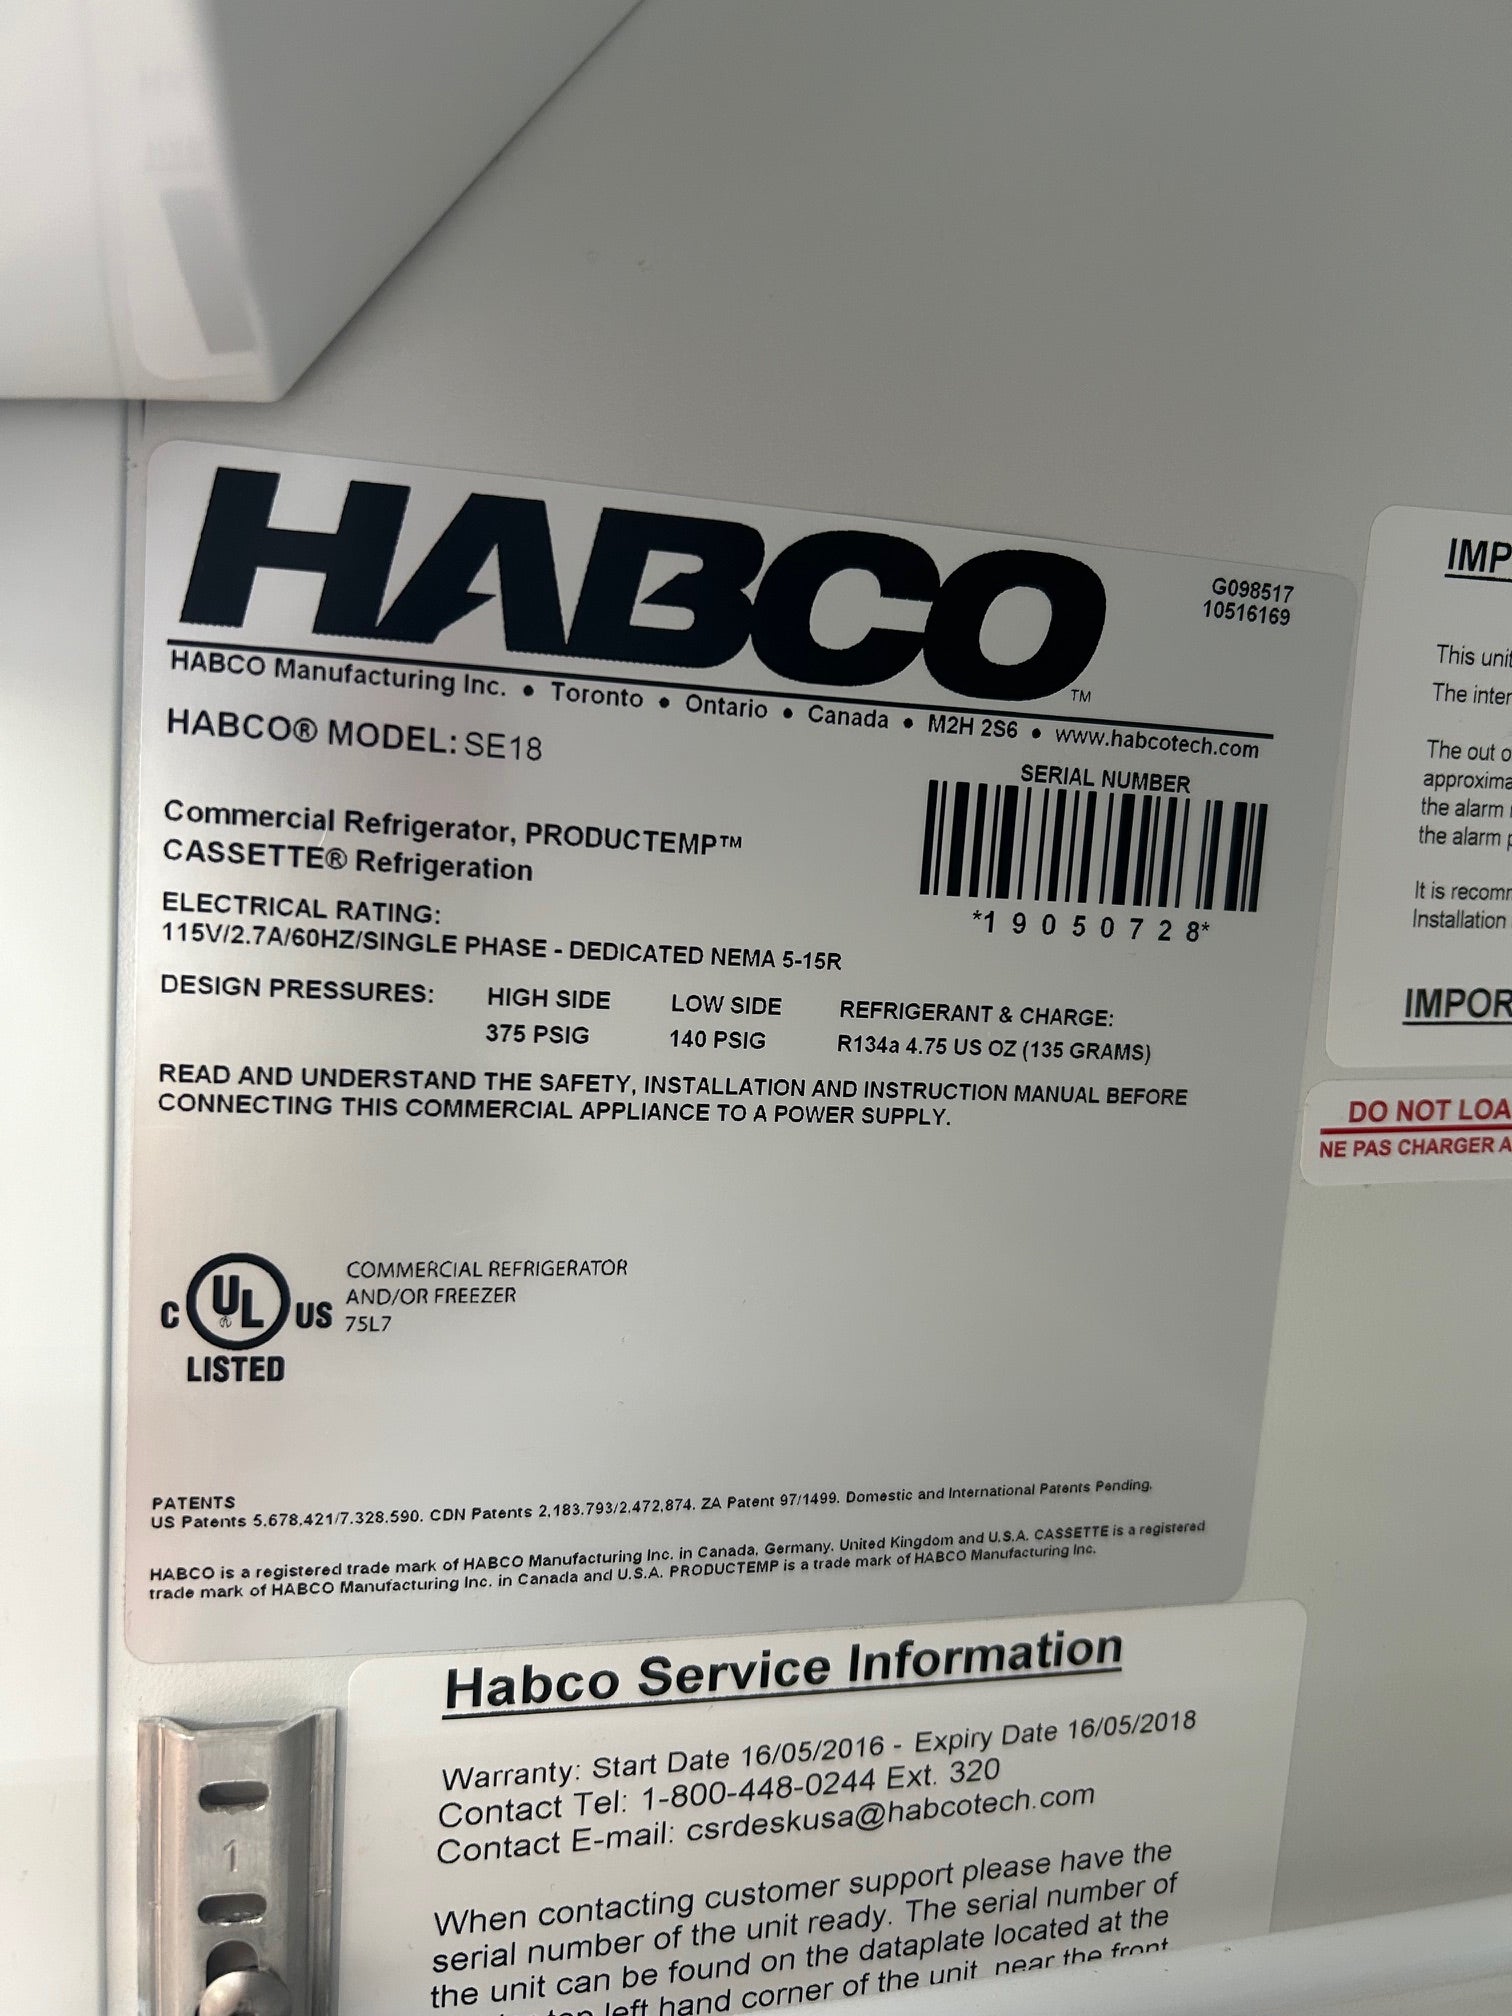 HABCO™
G098517
10516169
HABCO Manufacturing Inc. • Toronto • Ontario • Canada • M2H 2S6 • www.habcotech.com
HABCO® MODEL: SE18
SERIAL NUMBER
*19050728*
Commercial Refrigerator, PRODUCTEMP™
CASSETTE® Refrigeration
ELECTRICAL RATING:
115V/2.7A/60HZ/SINGLE PHASE - DEDICATED NEMA 5-15R
DESIGN PRESSURES: HIGH SIDE LOW SIDE REFRIGERANT & CHARGE:
375 PSIG 140 PSIG R134a 4.75 US OZ (135 GRAMS)
READ AND UNDERSTAND THE SAFETY, INSTALLATION AND INSTRUCTION MANUAL BEFORE
CONNECTING THIS COMMERCIAL APPLIANCE TO A POWER SUPPLY.
C UL US
LISTED
COMMERCIAL REFRIGERATOR
AND/OR FREEZER
75L7
PATENTS
US Patents 5.678.421/7.328.590. CDN Patents 2,183.793/2,472,874. ZA Patent 97/1499. Domestic and International Patents Pending.
HABCO is a registered trade mark of HABCO Manufacturing Inc. in Canada, Germany, United Kingdom and U.S.A. CASSETTE is a registered
trade mark of HABCO Manufacturing Inc. in Canada and U.S.A. PRODUCTEMP is a trade mark of HABCO Manufacturing Inc.
Habco Service Information
Warranty: Start Date 16/05/2016 - Expiry Date 16/05/2018
Contact Tel: 1-800-448-0244 Ext. 320
Contact E-mail: csrdeskusa@habcotech.com
When contacting customer support please have the
serial number of the unit ready. The serial number of
the unit can be found on the dataplate located at the
left hand corner of the unit near the front
1
IMP
This unit
The inter
The out o
approxima
the alarm
the alarm p
It is recom
Installation
IMPOR
DO NOT LOA
NE PAS CHARGER A